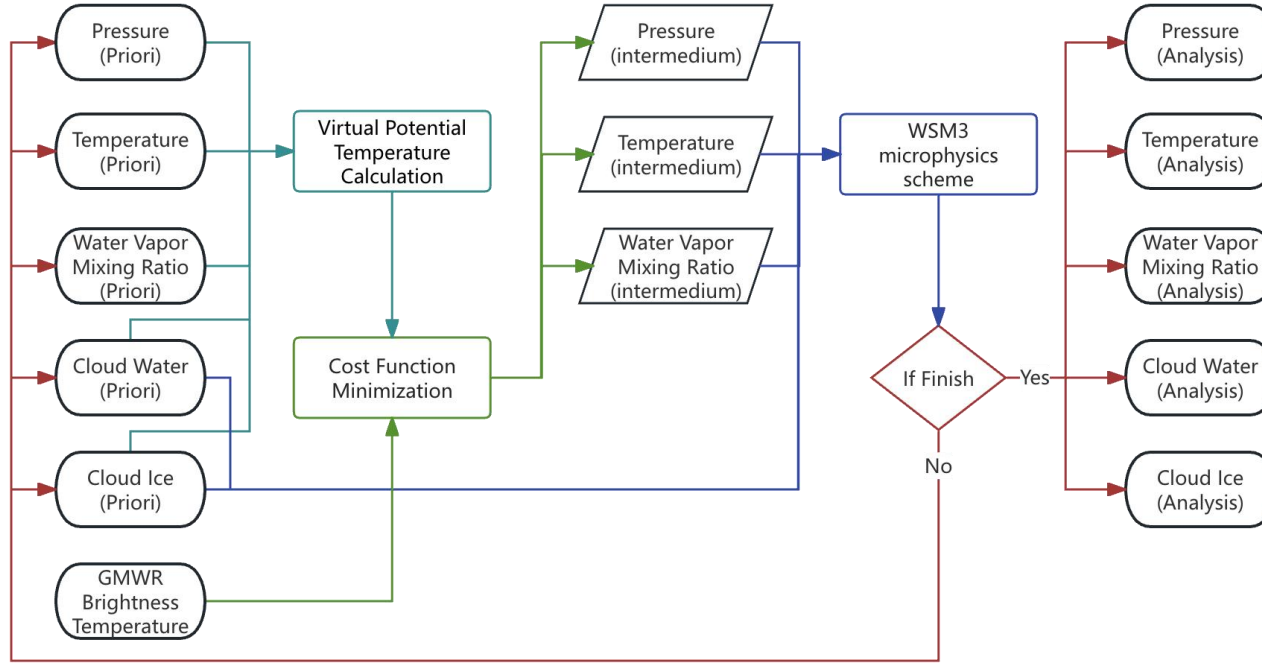 Pressure
(Priori)
Temperature
(Priori)
Water Vapor
Mixing Ratio
(Priori)
Cloud Water
(Priori)
Cloud Ice
(Priori)
GMWR
Brightness
Temperature
Virtual Potential
Temperature
Calculation
Cost Function
Minimization
Pressure
(intermedium)
Temperature
(intermedium)
Water Vapor
Mixing Ratio
(intermedium)
WSM3
microphysics
scheme
If Finish
Yes
No
Pressure
(Analysis)
Temperature
(Analysis)
Water Vapor
Mixing Ratio
(Analysis)
Cloud Water
(Analysis)
Cloud Ice
(Analysis)